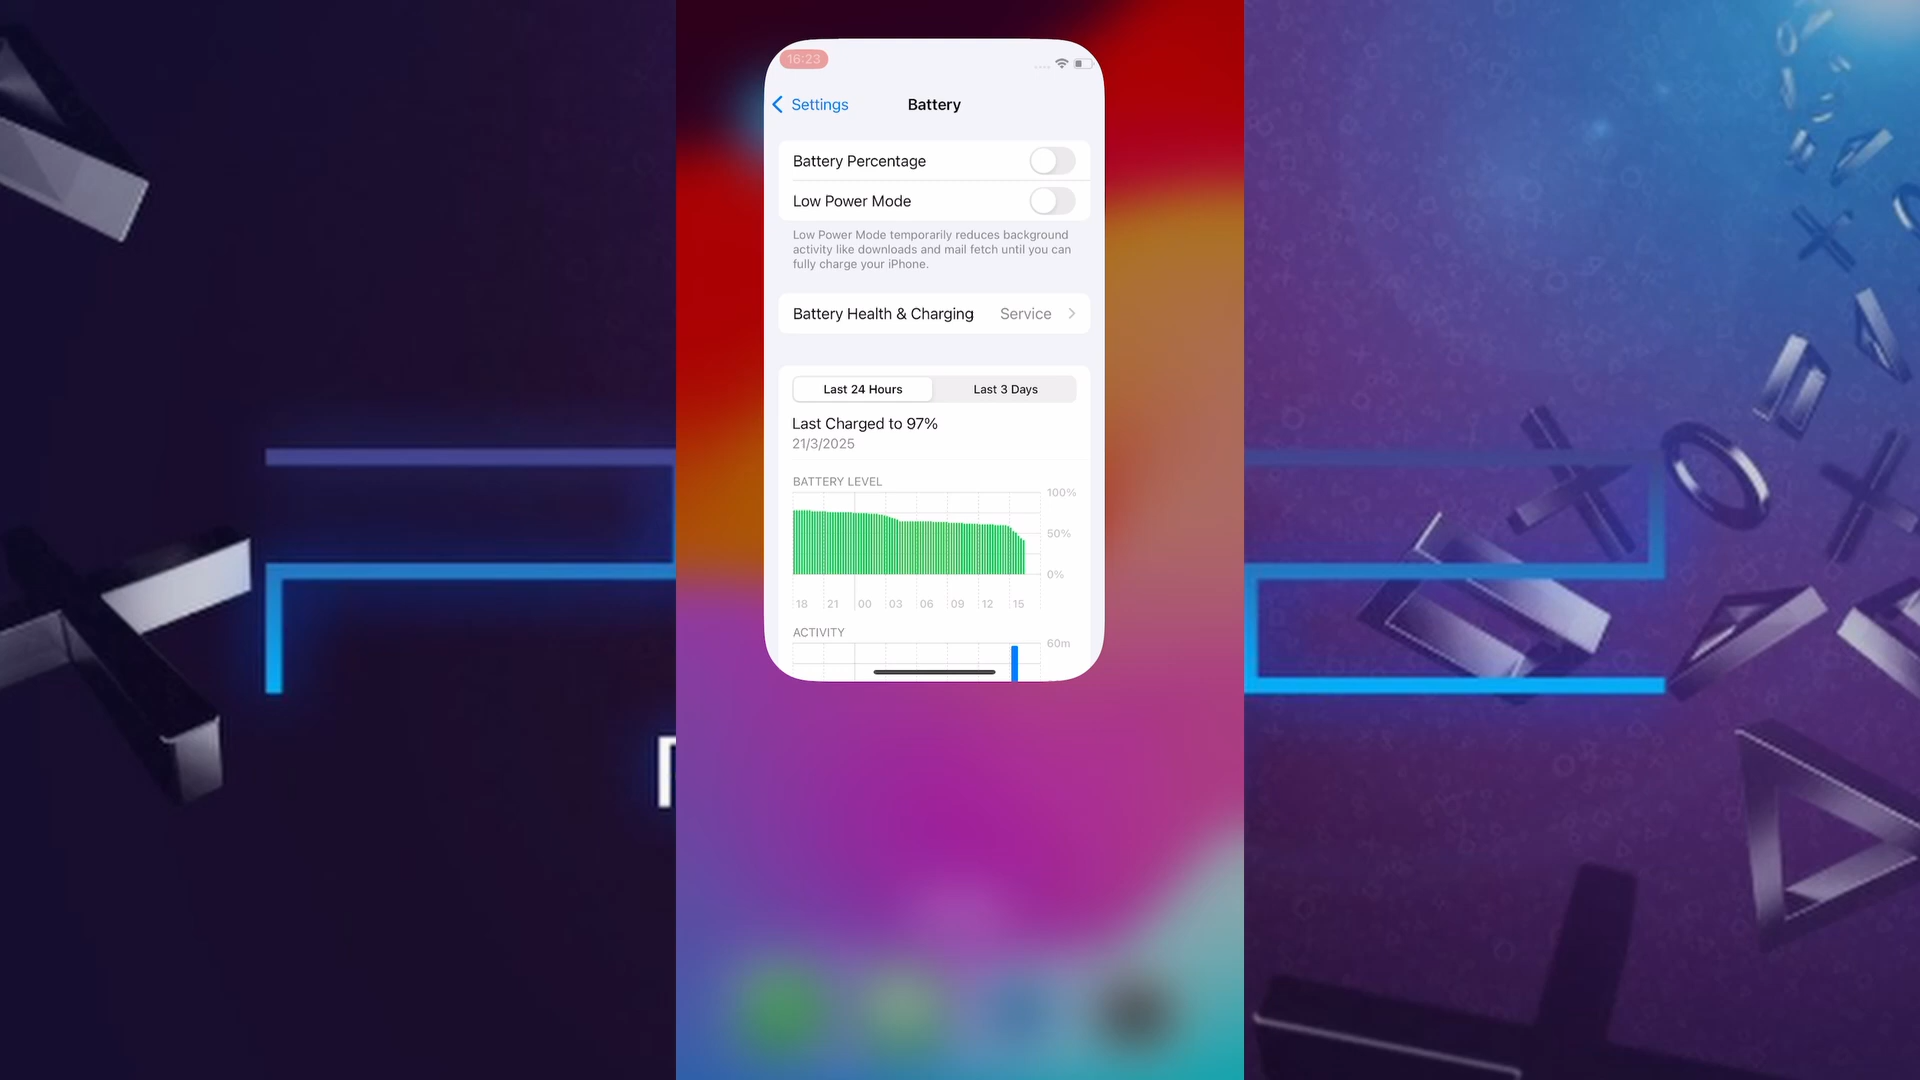 16:23
Settings
Battery
Battery Percentage
Low Power Mode
Low Power Mode temporarily reduces background
activity like downloads and mail fetch until you can
fully charge your iPhone.
Battery Health & Charging Service
Last 24 Hours Last 3 Days
Last Charged to 97%
21/3/2025
BATTERY LEVEL
100%
50%
0%
18 21 00 03 06 09 12 15
ACTIVITY
60m